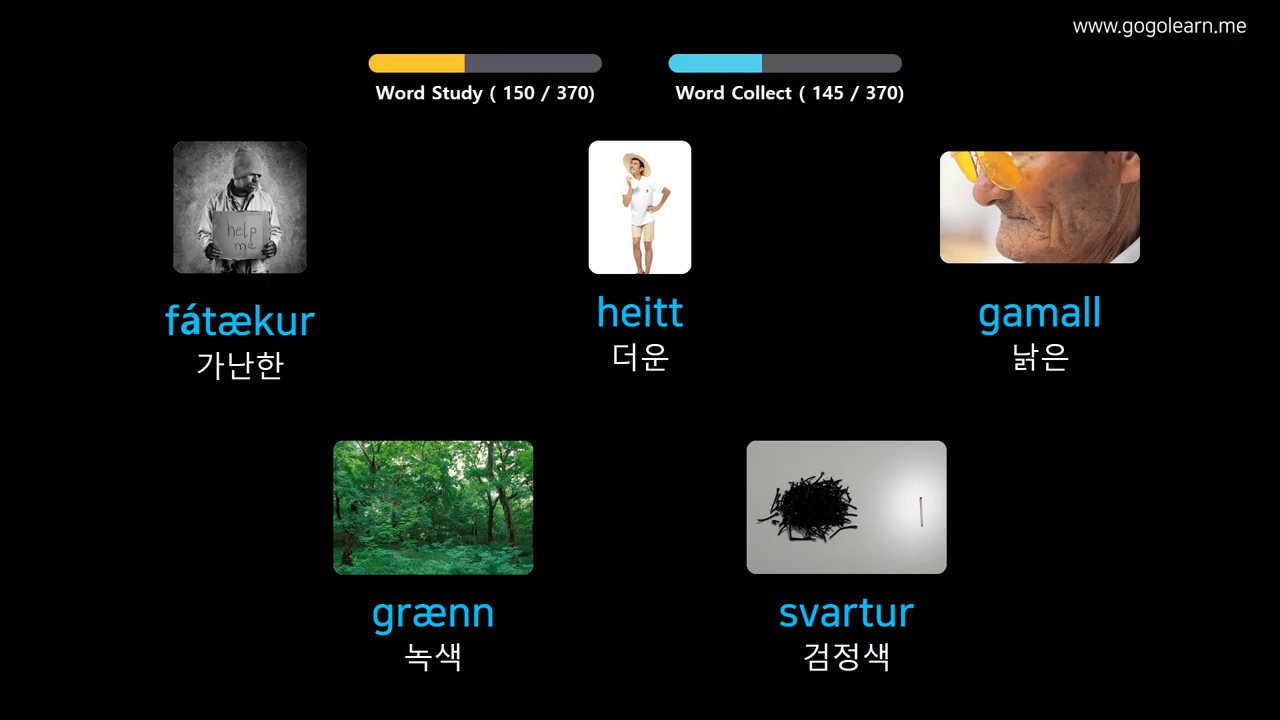 www.gogolearn.me
Word Study ( 150 / 370)
Word Collect ( 145 / 370)
help
me
fátækur
가난한
heitt
더운
gamall
낡은
grænn
녹색
svartur
검정색